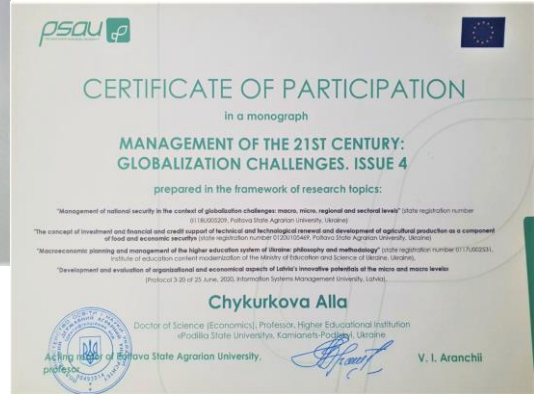 psau
CERTIFICATE OF PARTICIPATION
in a monograph
MANAGEMENT OF THE 21ST CENTURY:
GLOBALIZATION CHALLENGES. ISSUE 4
prepared in the framework of research topics:
"Management of national security in the context of globalization challenges: macro, micro, regional and sectoral levels" (state registration number
0118U005209, Poltava State Agrarian University, Ukraine)
"The concept of investment and financial and credit support of technical and technological renewal and development of agricultural production as a component
of food and economic security» (state registration number 0120U105469, Poltava State Agrarian University, Ukraine)
"Macroeconomic planning and management of the higher education system of Ukraine: philosophy and methodology" (state registration number 0117U002531,
Institute of education content modernization of the Ministry of Education and Science of Ukraine, Ukraine),
"Development and evaluation of organizational and economical aspects of Latvia's innovative potentials at the micro and macro levels»
(Protocol 3-20 of 25 June, 2020, Information Systems Management University, Latvia),
Chykurkova Alla
Doctor of Science (Economics), Professor, Higher Educational Institution
«Podillia State University», Kamianets-Podilskyi, Ukraine
Acting rector of Poltava State Agrarian University,
professor
V. I. Aranchii